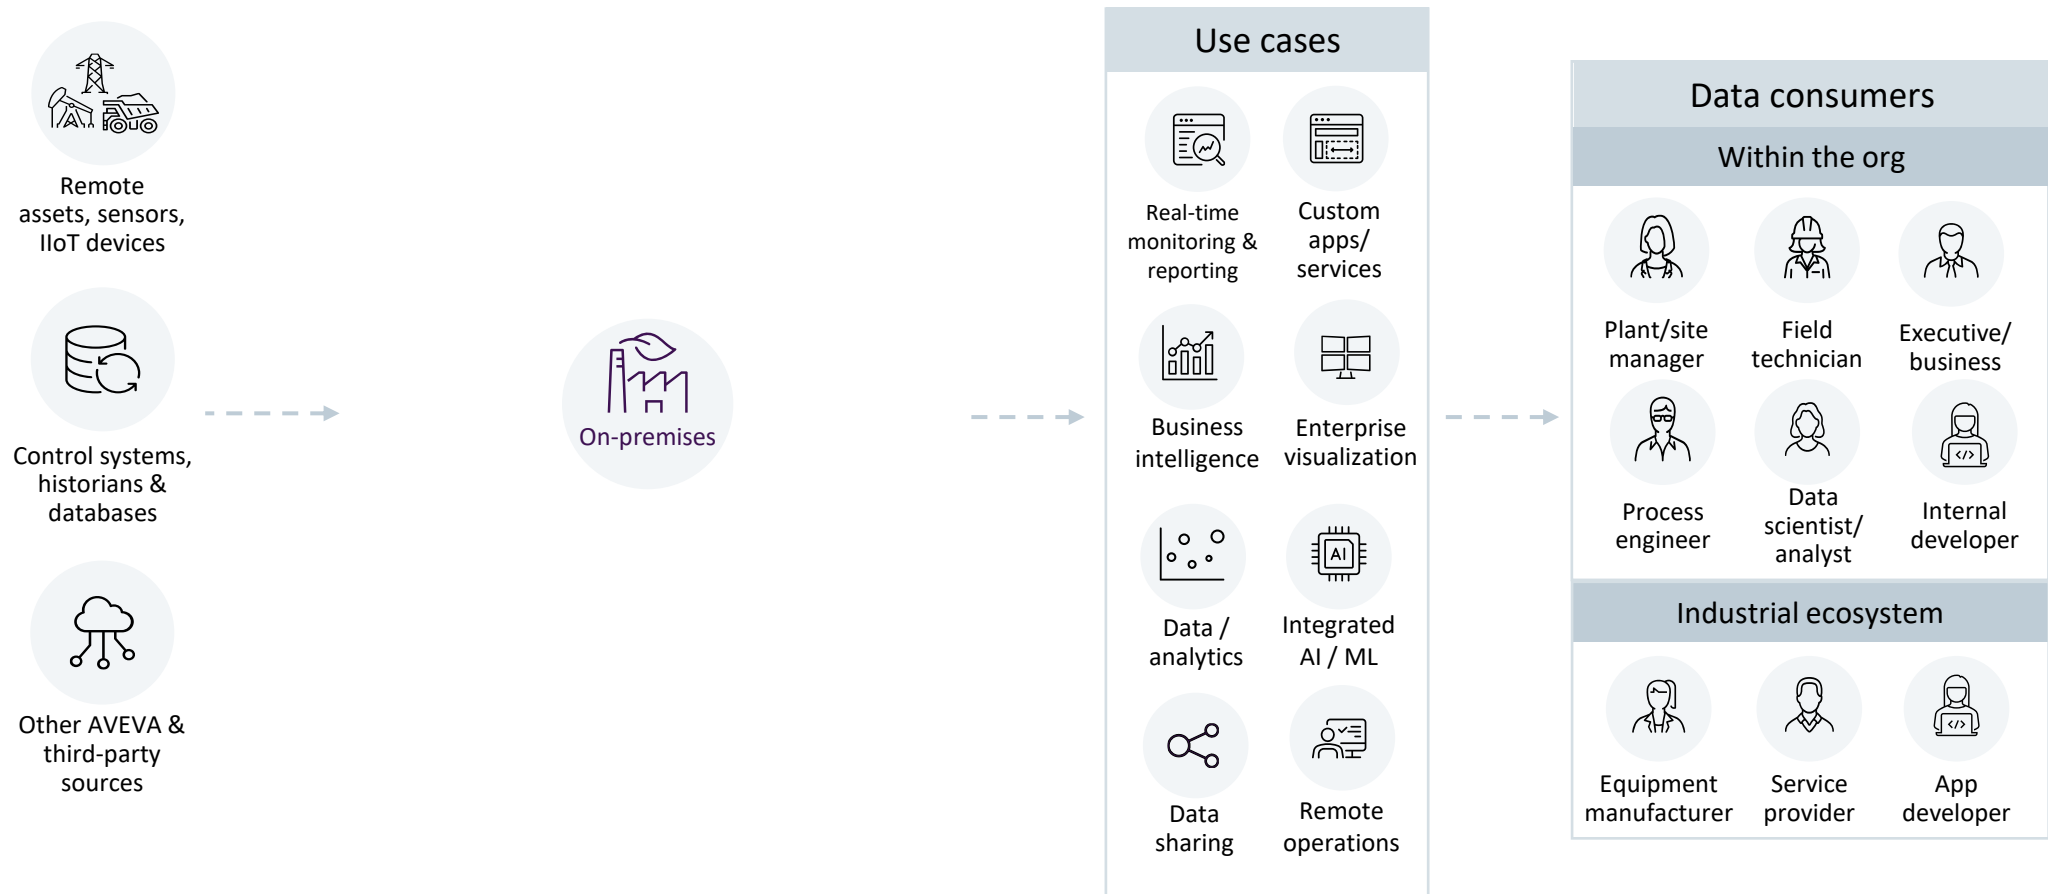 Remote
assets, sensors,
IIoT devices
Control systems,
historians &
databases
Other AVEVA &
third-party
sources
On-premises
Use cases
Real-time
monitoring &
reporting
Custom
apps/
services
Business
intelligence
Enterprise
visualization
Data /
analytics
AI
Integrated
AI / ML
Data
sharing
Remote
operations
Data consumers
Within the org
Plant/site
manager
Field
technician
Executive/
business
Process
engineer
Data
scientist/
analyst
</>
Internal
developer
Industrial ecosystem
Equipment
manufacturer
Service
provider
</>
App
developer